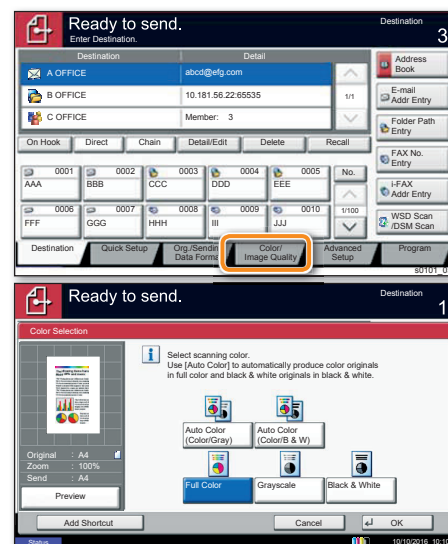 Ready to send.
Destination
3
Enter Destination.
Destination
Detail
A OFFICE
abcd@efg.com
B OFFICE
10.181.56.22:65535
1/1
C OFFICE
Member: 3
Address
Book
E-mail
Addr Entry
Folder Path
Entry
FAX No.
Entry
i-FAX
Addr Entry
WSD Scan
/DSM Scan
On Hook
Direct
Chain
Detail/Edit
Delete
Recall
0001
AAA
0002
BBB
0003
CCC
0004
DDD
0005
EEE
No.
0006
FFF
0007
GGG
0008
HHH
0009
III
0010
JJJ
1/100
Destination
Quick Setup
Org./Sendin
Data Forma
Color/
Image Quality
Advanced
Setup
Program
s0101_0
Ready to send.
Destination
1
Color Selection
Select scanning color.
Use [Auto Color] to automatically produce color originals
in full color and black & white originals in black & white.
Auto Color
(Color/Gray)
Auto Color
(Color/B & W)
Full Color
Grayscale
Black & White
Original : A4
Zoom : 100%
Send : A4
Preview
Add Shortcut
Cancel
OK
Status
10/10/2016 10:15